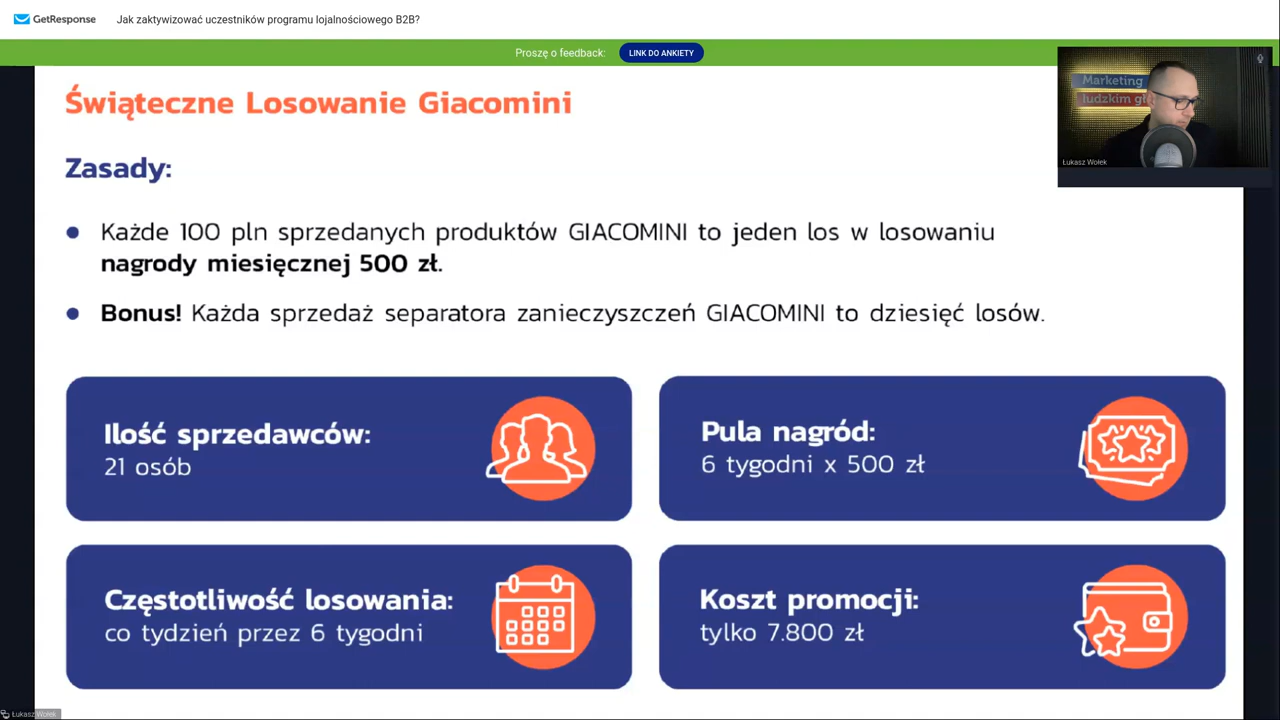 GetResponse
Jak zaktywizować uczestników programu lojalnościowego B2B?
Proszę o feedback:
LINK DO ANKIETY
Marketing
ludzkim
Łukasz Wołek
Świąteczne Losowanie Giacomini
Zasady:
Każde 100 pln sprzedanych produktów GIACOMINI to jeden los w losowaniu
nagrody miesięcznej 500 zł.
Bonus! Każda sprzedaż separatora zanieczyszczeń GIACOMINI to dziesięć losów.
Ilość sprzedawców:
21 osób
Pula nagród:
6 tygodni x 500 zł
Częstotliwość losowania:
co tydzień przez 6 tygodni
Koszt promocji:
tylko 7.800 zł
Łukasz Wołek